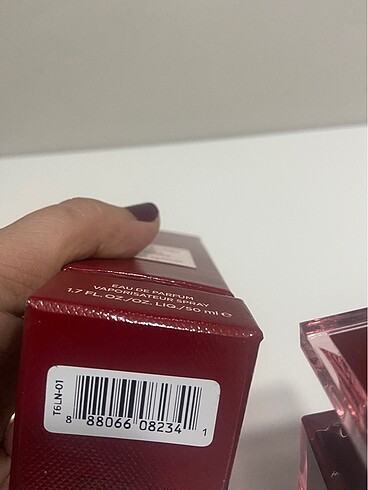 EAU DE PARFUM
VAPORISATEUR SPRAY
1.7 FL. OZ./OZ. LIQ./50 ml ℮
T6LN-01
8 88066 08234 1